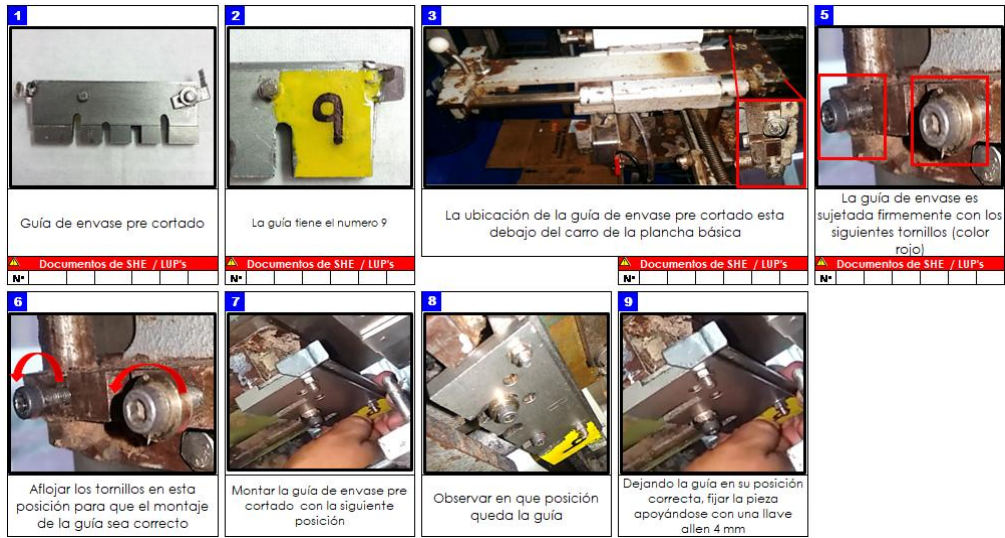 1
Guía de envase pre cortado
Documentos de SHE / LUP's
N°
2
9
La guía tiene el numero 9
Documentos de SHE / LUP's
N°
3
La ubicación de la guía de envase pre cortado esta
debajo del carro de la plancha básica
Documentos de SHE / LUP's
N°
5
La guía de envase es
sujetada firmemente con los
siguientes tornillos (color
rojo)
Documentos de SHE / LUP's
N°
6
Aflojar los tornillos en esta
posición para que el montaje
de la guía sea correcto
7
Montar la guía de envase pre
cortado con la siguiente
posición
8
Observar en que posición
queda la guía
9
Dejando la guía en su posición
correcta, fijar la pieza
apoyándose con una llave
allen 4 mm